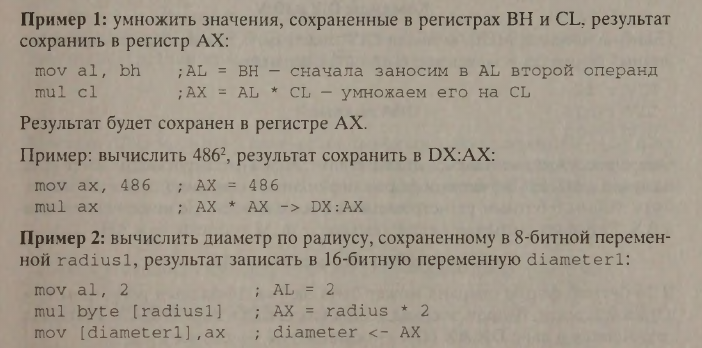 Пример 1: умножить значения, сохраненные в регистрах BH и CL, результат
сохранить в регистр AX:
mov al, bh ;AL = BH — сначала заносим в AL второй операнд
mul cl ;AX = AL * CL — умножаем его на CL
Результат будет сохранен в регистре AX.
Пример: вычислить 486², результат сохранить в DX:AX:
mov ax, 486 ; AX = 486
mul ax ; AX * AX -> DX:AX
Пример 2: вычислить диаметр по радиусу, сохраненному в 8-битной перемен-
ной radius1, результат записать в 16-битную переменную diameter1:
mov al, 2 ; AL = 2
mul byte [radius1] ; AX = radius * 2
mov [diameter1],ax ; diameter <- AX